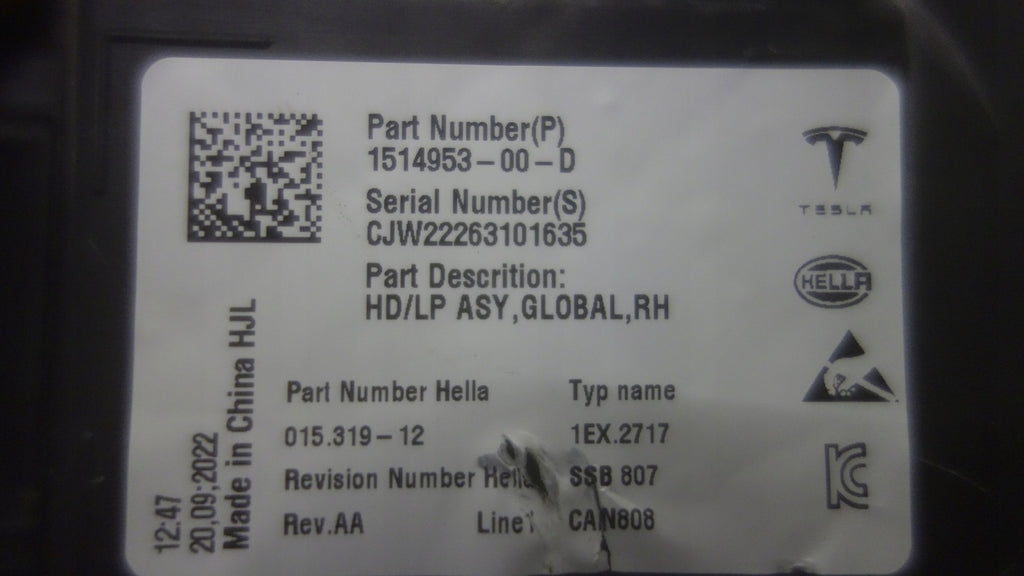 Part Number(P)
1514953-00-D
Serial Number(S)
CJW22263101635
Part Descrition:
HD/LP ASY,GLOBAL,RH
TESLA
HELLA
Part Number Hella
Typ name
015.319-12
1EX.2717
Revision Number Hella
SSB 807
Rev.AA
Line1
CAN808
12:47
20,09;2022
Made in China HJL